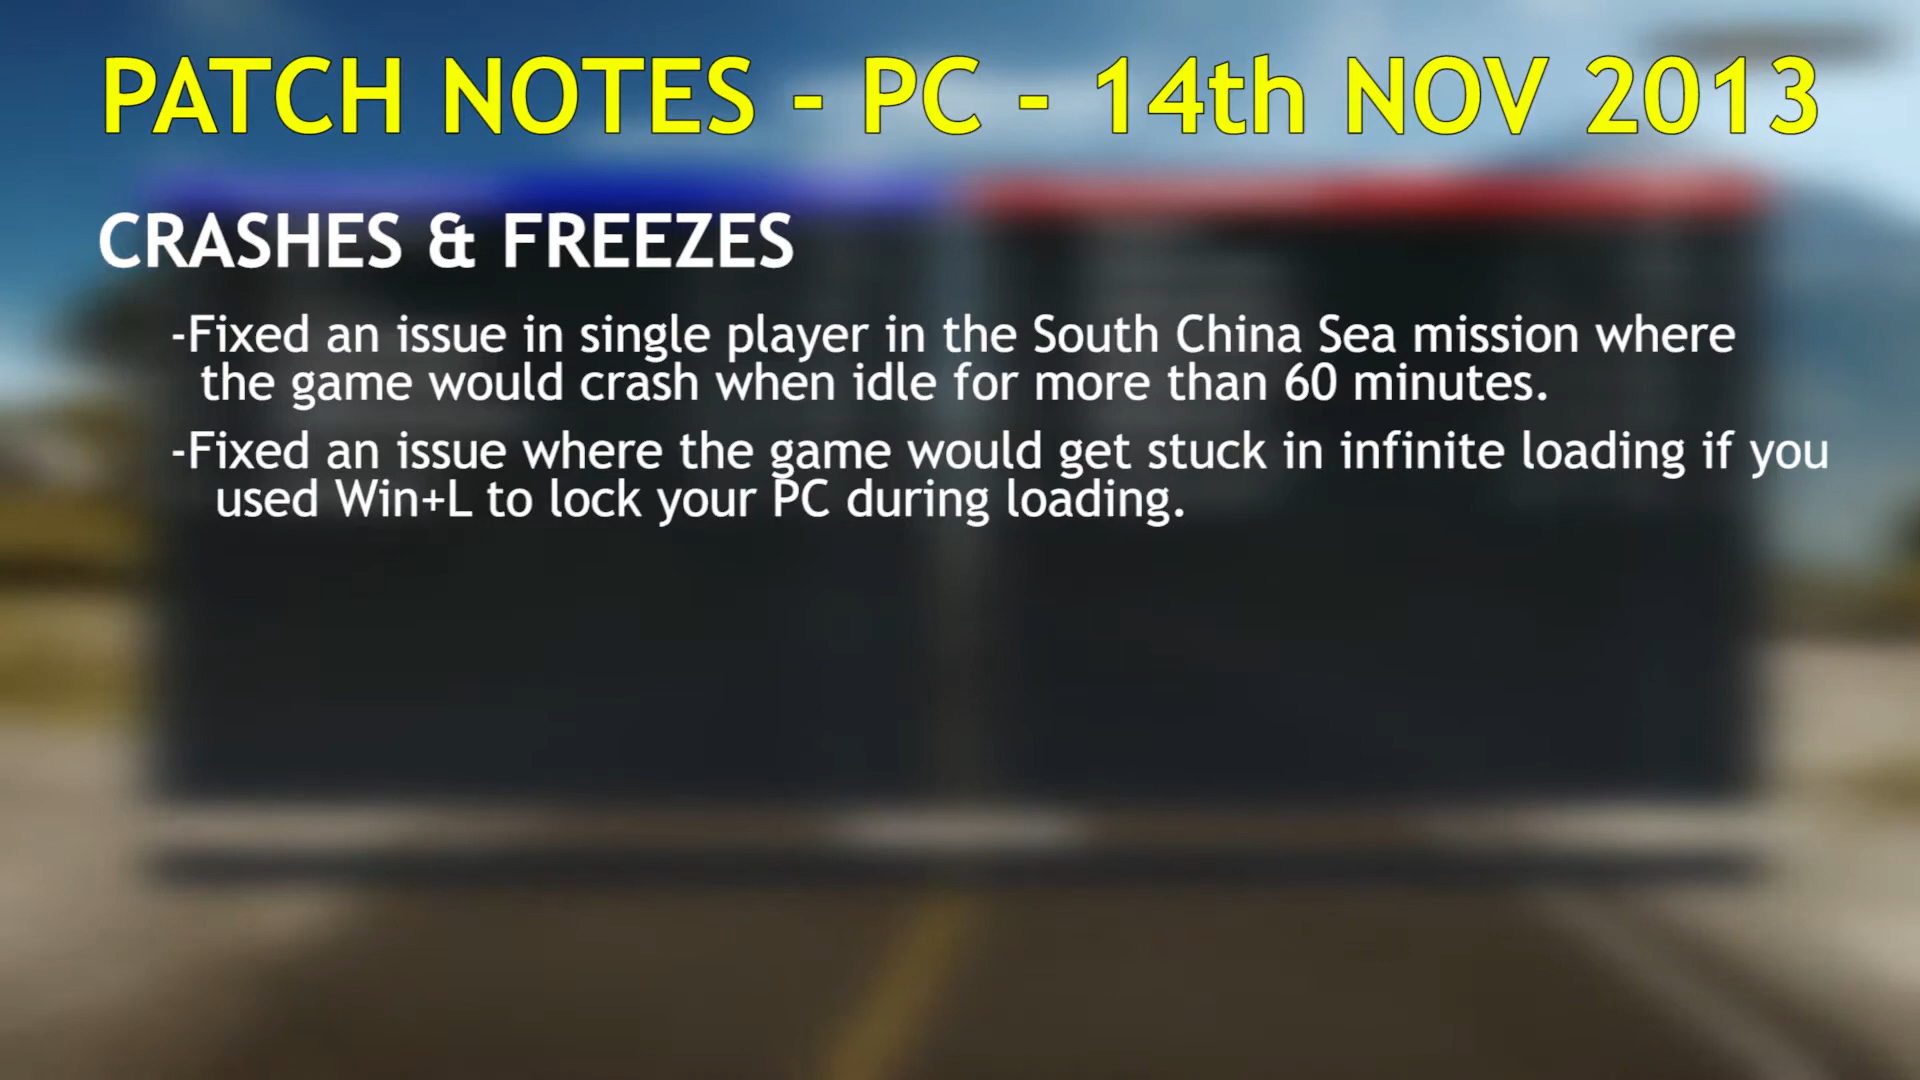 PATCH NOTES - PC - 14th NOV 2013
CRASHES & FREEZES
-Fixed an issue in single player in the South China Sea mission where
the game would crash when idle for more than 60 minutes.
-Fixed an issue where the game would get stuck in infinite loading if you
used Win+L to lock your PC during loading.